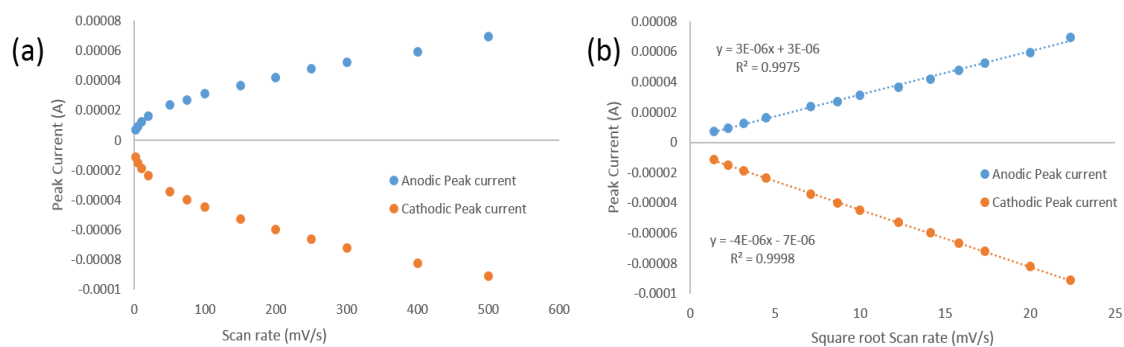 (a)
Peak Current (A)
0.00008
0.00006
0.00004
0.00002
0
-0.00002
-0.00004
-0.00006
-0.00008
-0.0001
0 100 200 300 400 500 600
Scan rate (mV/s)
Anodic Peak current
Cathodic Peak current
(b)
Peak Current (A)
0.00008
0.00006
0.00004
0.00002
0
-0.00002
-0.00004
-0.00006
-0.00008
-0.0001
0 5 10 15 20 25
Square root Scan rate (mV/s)
y = 3E-06x + 3E-06
R² = 0.9975
Anodic Peak current
Cathodic Peak current
y = -4E-06x - 7E-06
R² = 0.9998